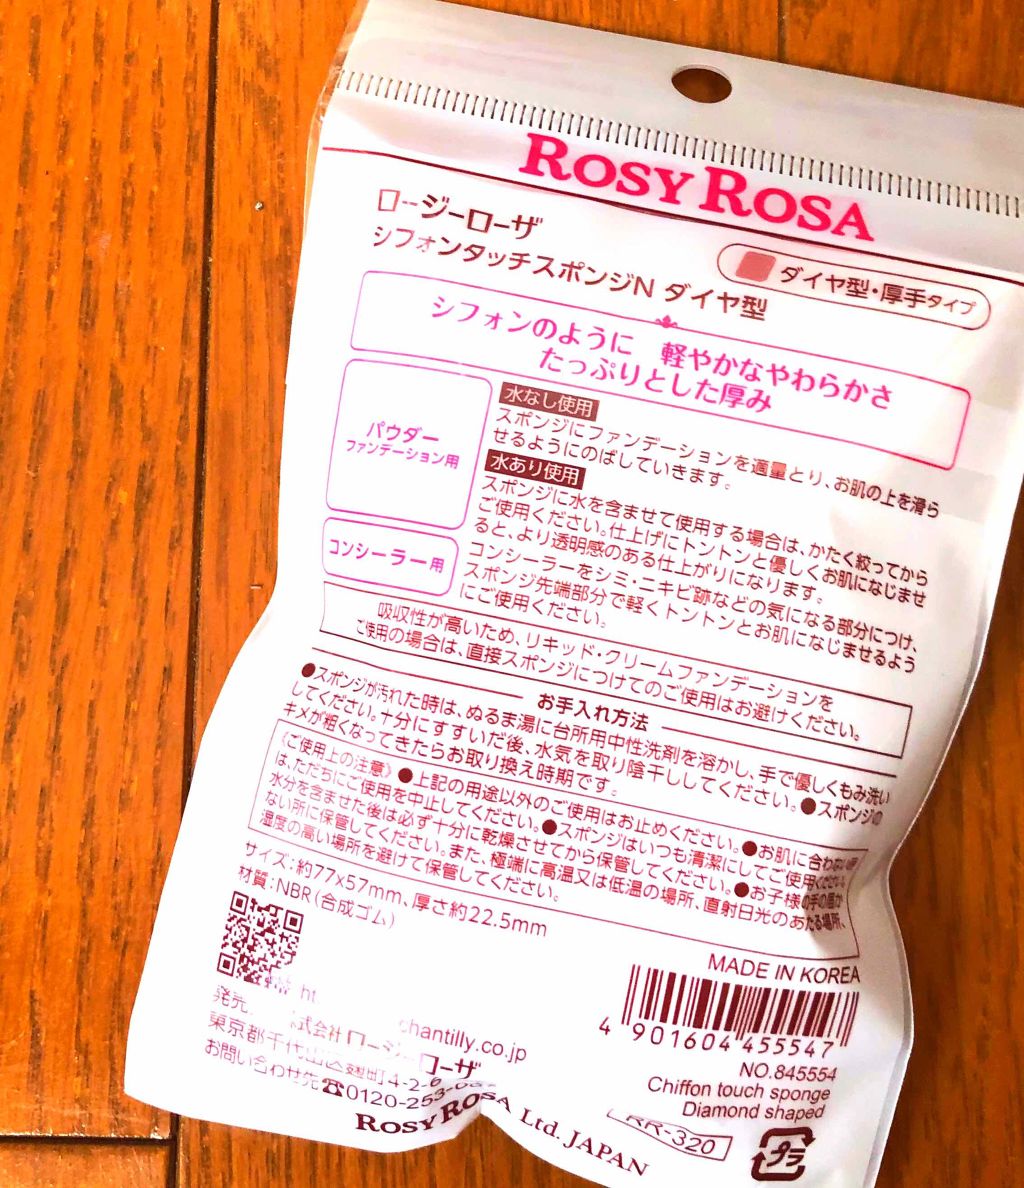 ROSY ROSA
ロージーローザ
シフォンタッチスポンジN ダイヤ型
ダイヤ型・厚手タイプ
シフォンのように 軽やかなやわらかさ
たっぷりとした厚み
パウダー
ファンデーション用
水なし使用
スポンジにファンデーションを適量とり、お肌の上を滑ら
せるようにのばしていきます。
水あり使用
スポンジに水を含ませて使用する場合は、かたく絞ってから
ご使用ください。仕上げにトントンと優しくお肌になじませ
ると、より透明感のある仕上がりになります。
コンシーラー用
コンシーラーをシミ・ニキビ跡などの気になる部分につけ、
スポンジ先端部分で軽くトントンとお肌になじませるよう
にご使用ください。
吸収性が高いため、リキッド・クリームファンデーションを
ご使用の場合は、直接スポンジにつけてのご使用はお避けください。
お手入れ方法
●スポンジが汚れた時は、ぬるま湯に台所用中性洗剤を溶かし、手で優しくもみ洗い
してください。十分にすすいだ後、水気を取り陰干ししてください。●スポンジの
キメが粗くなってきたらお取り換え時期です。
《ご使用上の注意》●上記の用途以外のご使用はお止めください。●お肌に合わない
は、ただちにご使用を中止してください。●スポンジはいつも清潔にしてご使用ください。
水分を含ませた後は必ず十分に乾燥させてから保管してください。●お子様の手の届か
ない所に保管してください。また、極端に高温又は低温の場所、直射日光のあたる場所、
湿度の高い場所を避けて保管してください。
サイズ:約77x57mm、厚さ約22.5mm
材質:NBR(合成ゴム)
MADE IN KOREA
4 901604 455547
NO.845554
Chiffon touch sponge
Diamond shaped
RR-320
プラ
ht chantilly.co.jp
発売 式会社 ロージーローザ
東京都千代田区麹町4-2-6
お問い合わせ先☎0120-253-
ROSY ROSA Ltd. JAPAN